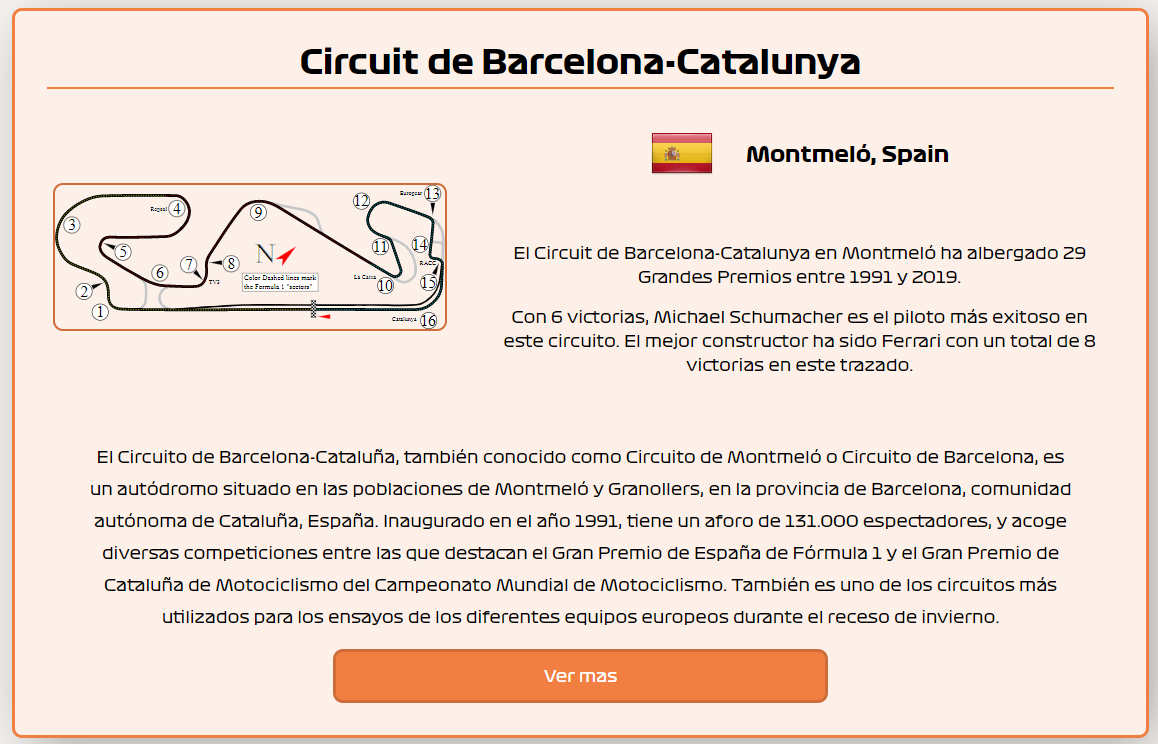 Circuit de Barcelona-Catalunya
Montmeló, Spain
Repsol
Europcar
TV3
N
Color Dashed lines mark
the Formula 1 "sectors"
La Caixa
RACC
Catalunya
1
2
3
4
5
6
7
8
9
10
11
12
13
14
15
16
El Circuit de Barcelona-Catalunya en Montmeló ha albergado 29
Grandes Premios entre 1991 y 2019.
Con 6 victorias, Michael Schumacher es el piloto más exitoso en
este circuito. El mejor constructor ha sido Ferrari con un total de 8
victorias en este trazado.
El Circuito de Barcelona-Cataluña, también conocido como Circuito de Montmeló o Circuito de Barcelona, es
un autódromo situado en las poblaciones de Montmeló y Granollers, en la provincia de Barcelona, comunidad
autónoma de Cataluña, España. Inaugurado en el año 1991, tiene un aforo de 131.000 espectadores, y acoge
diversas competiciones entre las que destacan el Gran Premio de España de Fórmula 1 y el Gran Premio de
Cataluña de Motociclismo del Campeonato Mundial de Motociclismo. También es uno de los circuitos más
utilizados para los ensayos de los diferentes equipos europeos durante el receso de invierno.
Ver mas